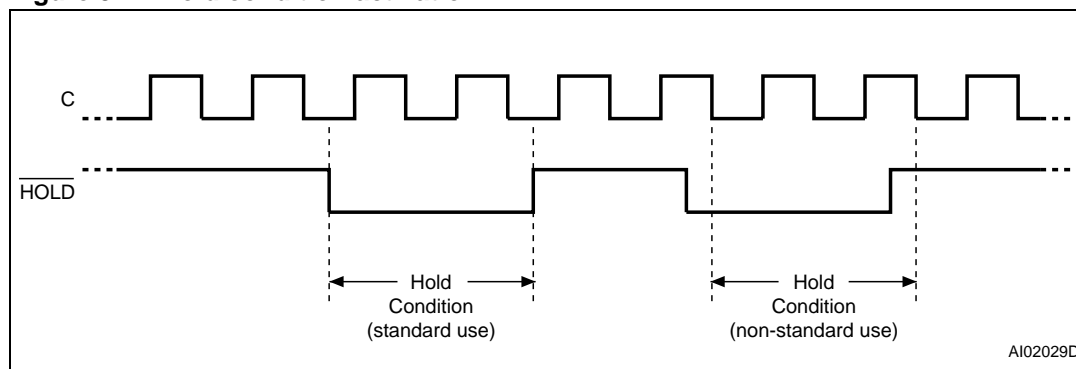 C
HOLD
Hold
Condition
(standard use)
Hold
Condition
(non-standard use)
AI02029D